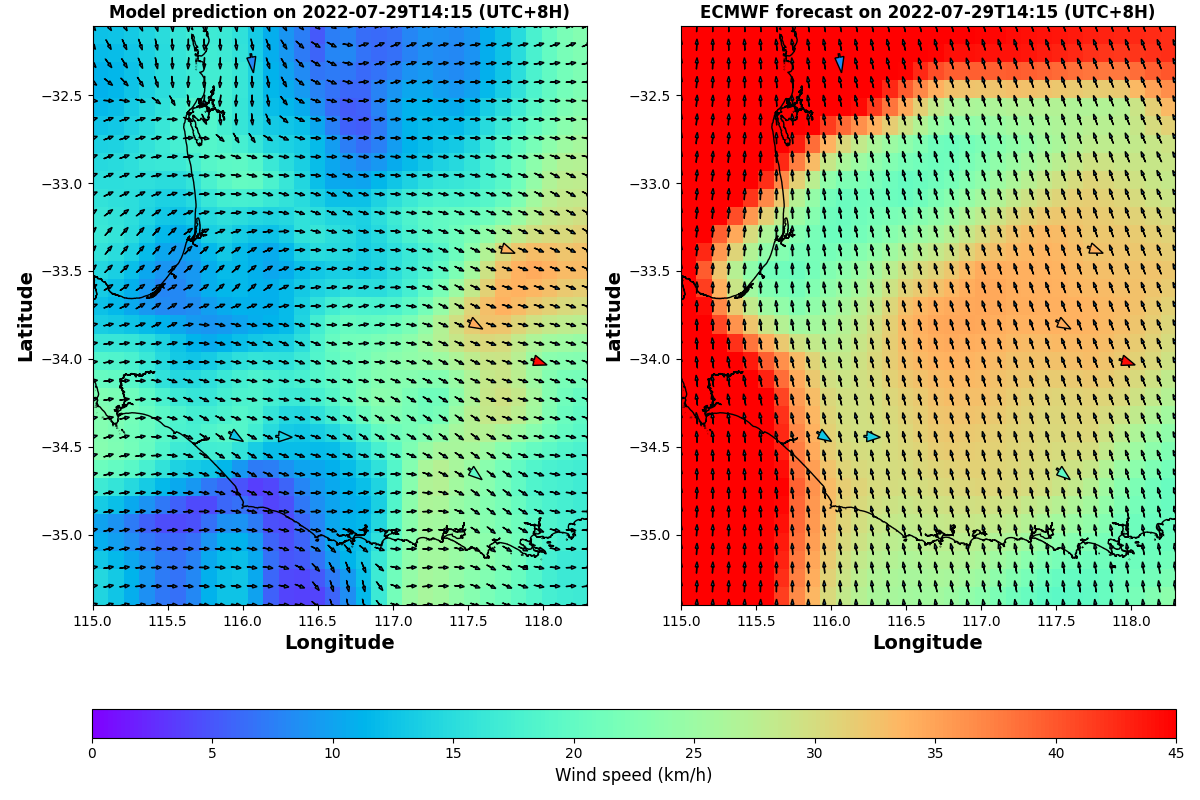 Model prediction on 2022-07-29T14:15 (UTC+8H)
ECMWF forecast on 2022-07-29T14:15 (UTC+8H)
−32.5
−33.0
−33.5
−34.0
−34.5
−35.0
Latitude
115.0 115.5 116.0 116.5 117.0 117.5 118.0
Longitude
−32.5
−33.0
−33.5
−34.0
−34.5
−35.0
Latitude
115.0 115.5 116.0 116.5 117.0 117.5 118.0
Longitude
0 5 10 15 20 25 30 35 40 45
Wind speed (km/h)